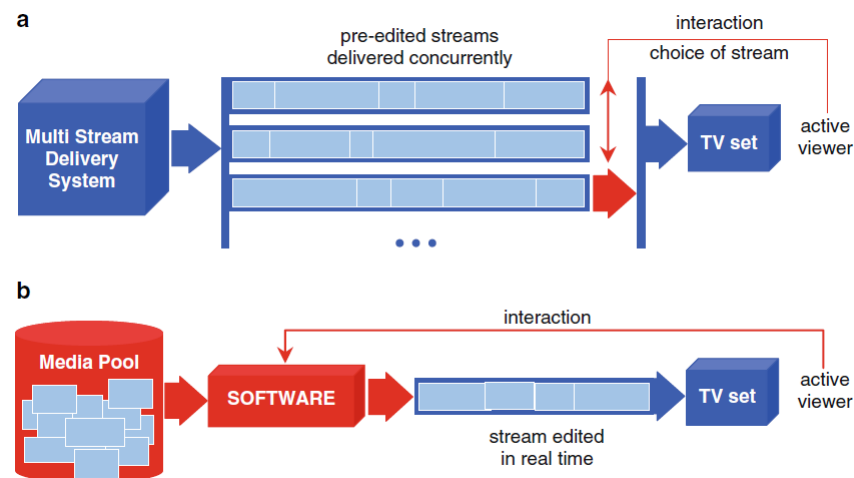 a
pre-edited streams
delivered concurrently
interaction
choice of stream
Multi Stream
Delivery
System
TV set
active
viewer
b
interaction
Media Pool
SOFTWARE
TV set
active
viewer
stream edited
in real time